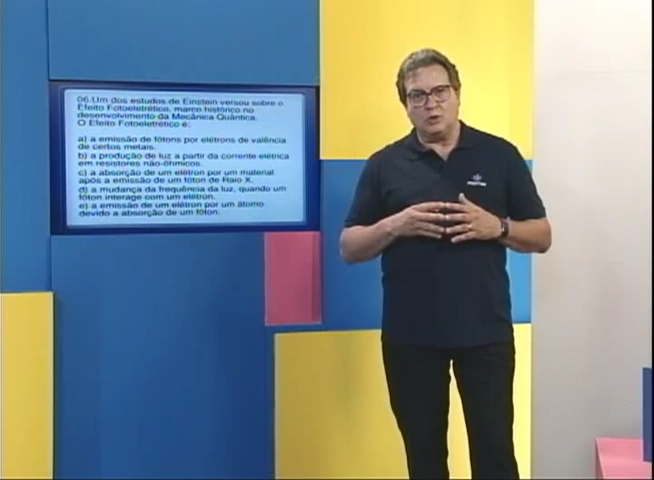 06.Um dos estudos de Einstein versou sobre o
Efeito Fotoeletrético, marco histórico no
desenvolvimento da Mecânica Quântica.
O Efeito Fotoeletrético é:
a) a emissão de fótons por elétrons de valência
de certos metais.
b) a produção de luz a partir da corrente elétrica
em resistores não-ôhmicos.
c) a absorção de um elétron por um material
após a emissão de um fóton de Raio X.
d) a mudança da frequência da luz, quando um
fóton interage com um elétron.
e) a emissão de um elétron por um átomo
devido a absorção de um fóton.